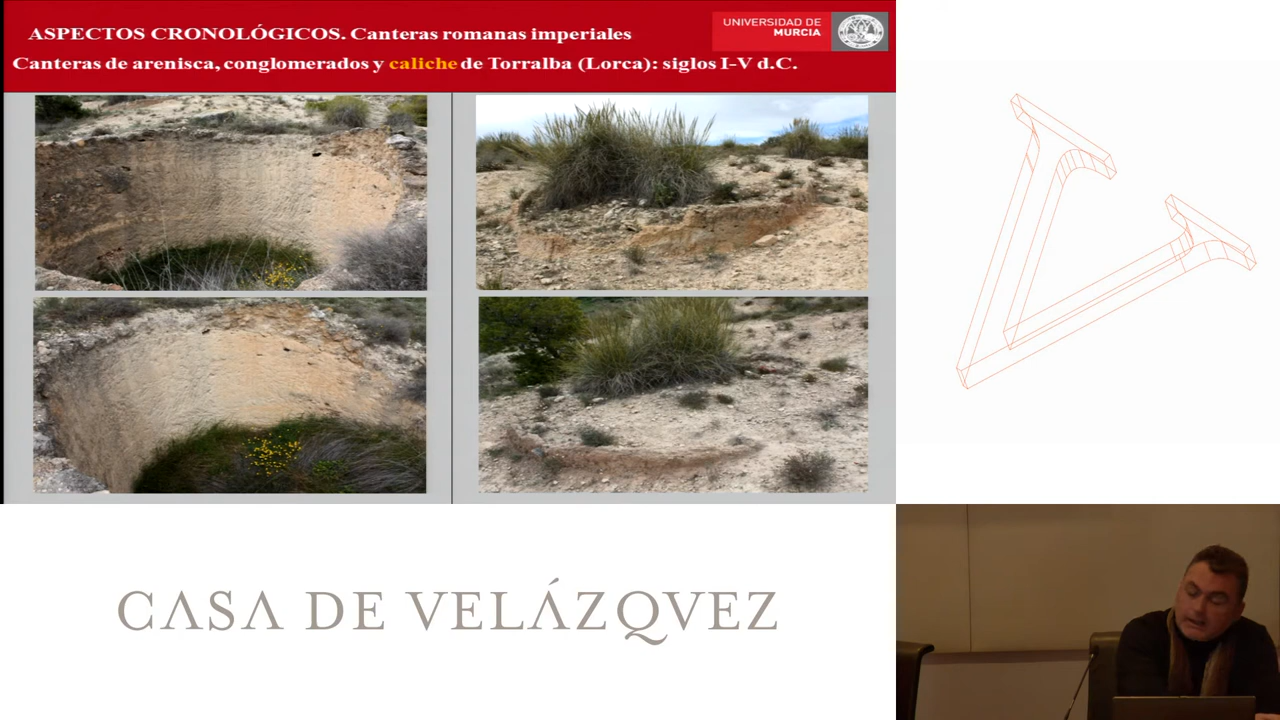 ASPECTOS CRONOLÓGICOS. Canteras romanas imperiales
Canteras de arenisca, conglomerados y caliche de Torralba (Lorca): siglos I-V d.C.
UNIVERSIDAD DE
MURCIA
CΛSΛ DE VELÁZQVEZ